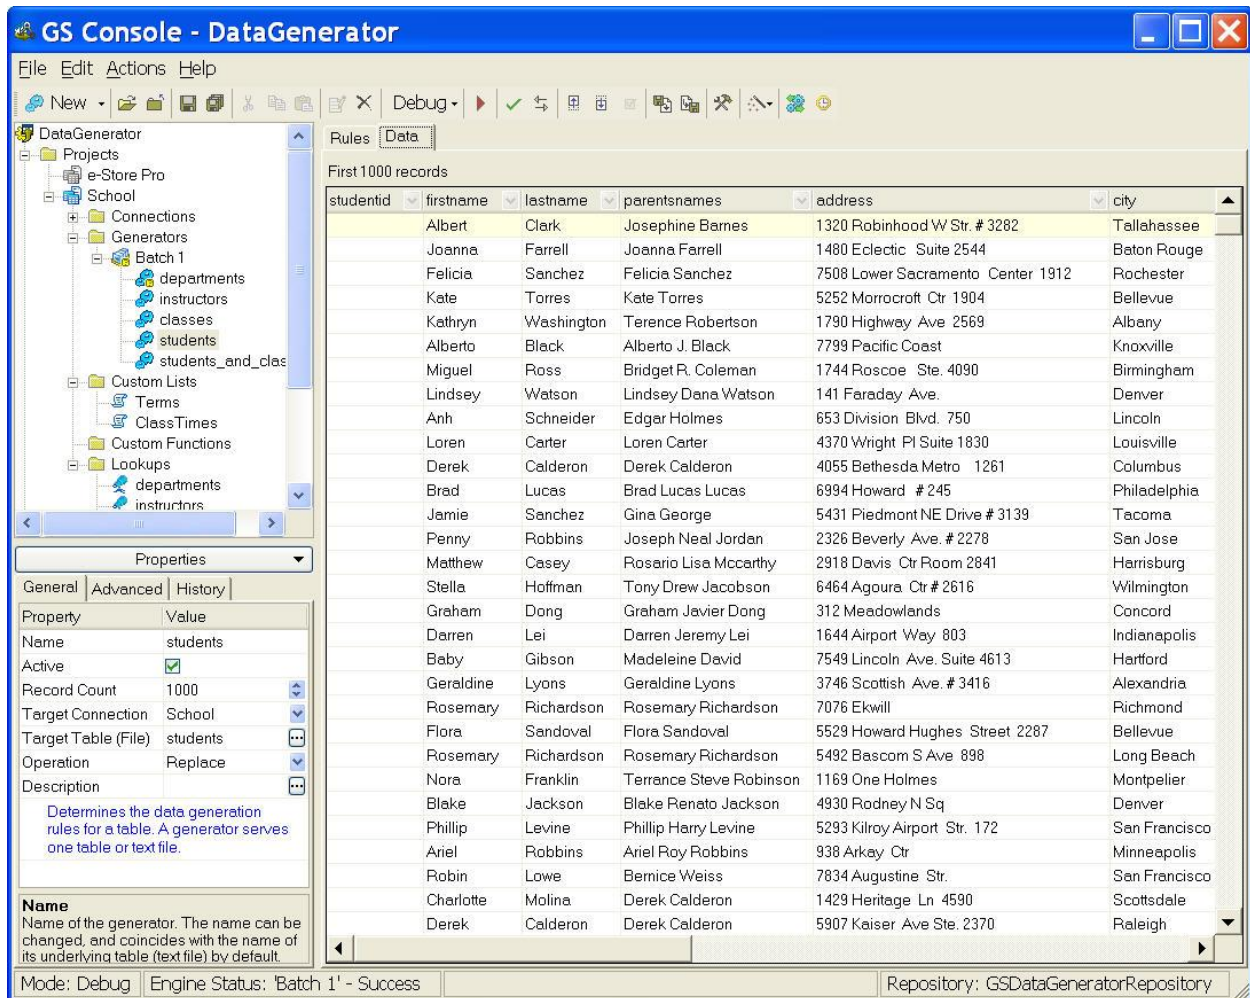 GS Console - DataGenerator
File Edit Actions Help
New Debug
DataGenerator
Projects
e-Store Pro
School
Connections
Generators
Batch 1
departments
instructors
classes
students
students_and_clas
Custom Lists
Terms
ClassTimes
Custom Functions
Lookups
departments
instructors
Properties
General Advanced History
Property Value
Name students
Active
Record Count 1000
Target Connection School
Target Table (File) students
Operation Replace
Description
Determines the data generation
rules for a table. A generator serves
one table or text file.
Name
Name of the generator. The name can be
changed, and coincides with the name of
its underlying table (text file) by default.
Rules Data
First 1000 records
studentid firstname lastname parentsnames address city
Albert Clark Josephine Barnes 1320 Robinhood W Str. # 3282 Tallahassee
Joanna Farrell Joanna Farrell 1480 Eclectic Suite 2544 Baton Rouge
Felicia Sanchez Felicia Sanchez 7508 Lower Sacramento Center 1912 Rochester
Kate Torres Kate Torres 5252 Morrocroft Ctr 1904 Bellevue
Kathryn Washington Terence Robertson 1790 Highway Ave 2569 Albany
Alberto Black Alberto J. Black 7799 Pacific Coast Knoxville
Miguel Ross Bridget R. Coleman 1744 Roscoe Ste. 4090 Birmingham
Lindsey Watson Lindsey Dana Watson 141 Faraday Ave. Denver
Anh Schneider Edgar Holmes 653 Division Blvd. 750 Lincoln
Loren Carter Loren Carter 4370 Wright Pl Suite 1830 Louisville
Derek Calderon Derek Calderon 4055 Bethesda Metro 1261 Columbus
Brad Lucas Brad Lucas Lucas 6994 Howard # 245 Philadelphia
Jamie Sanchez Gina George 5431 Piedmont NE Drive # 3139 Tacoma
Penny Robbins Joseph Neal Jordan 2326 Beverly Ave. # 2278 San Jose
Matthew Casey Rosario Lisa Mccarthy 2918 Davis Ctr Room 2841 Harrisburg
Stella Hoffman Tony Drew Jacobson 6464 Agoura Ctr # 2616 Wilmington
Graham Dong Graham Javier Dong 312 Meadowlands Concord
Darren Lei Darren Jeremy Lei 1644 Airport Way 803 Indianapolis
Baby Gibson Madeleine David 7549 Lincoln Ave. Suite 4613 Hartford
Geraldine Lyons Geraldine Lyons 3746 Scottish Ave. # 3416 Alexandria
Rosemary Richardson Rosemary Richardson 7076 Ekwill Richmond
Flora Sandoval Flora Sandoval 5529 Howard Hughes Street 2287 Bellevue
Rosemary Richardson Rosemary Richardson 5492 Bascom S Ave 898 Long Beach
Nora Franklin Terrance Steve Robinson 1169 One Holmes Montpelier
Blake Jackson Blake Renato Jackson 4930 Rodney N Sq Denver
Phillip Levine Phillip Harry Levine 5293 Kilroy Airport Str. 172 San Francisco
Ariel Robbins Ariel Roy Robbins 938 Arkay Ctr Minneapolis
Robin Lowe Bernice Weiss 7834 Augustine Str. San Francisco
Charlotte Molina Derek Calderon 1429 Heritage Ln 4590 Scottsdale
Derek Calderon Derek Calderon 5907 Kaiser Ave Ste. 2370 Raleigh
Mode: Debug Engine Status: 'Batch 1' - Success Repository: GSDataGeneratorRepository